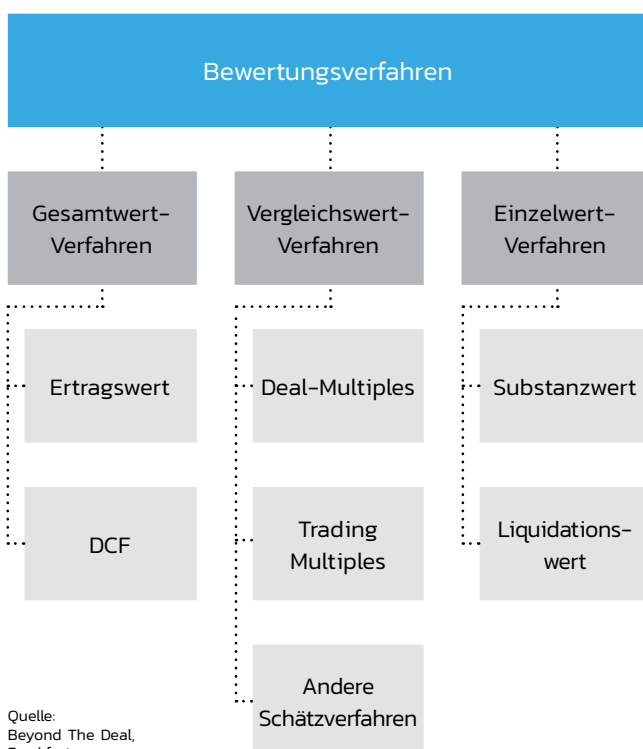 Bewertungsverfahren
Gesamtwert-
Verfahren
Vergleichswert-
Verfahren
Einzelwert-
Verfahren
Ertragswert
Deal-Multiples
Substanzwert
DCF
Trading
Multiples
Liquidations-
wert
Andere
Schätzverfahren
Quelle:
Beyond The Deal,